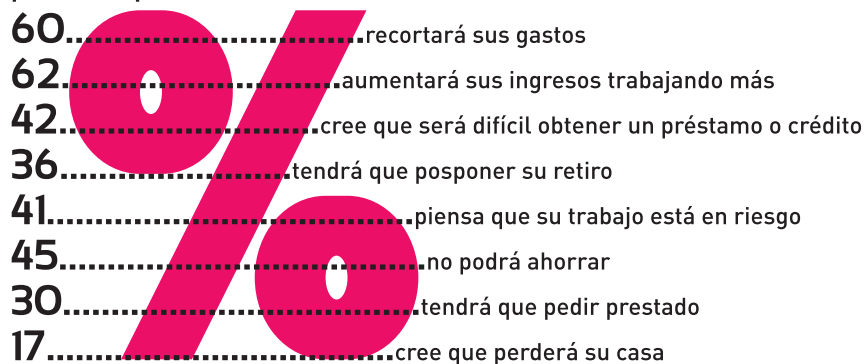 60 recortará sus gastos
62 aumentará sus ingresos trabajando más
42 cree que será difícil obtener un préstamo o crédito
36 tendrá que posponer su retiro
41 piensa que su trabajo está en riesgo
45 no podrá ahorrar
30 tendrá que pedir prestado
17 cree que perderá su casa